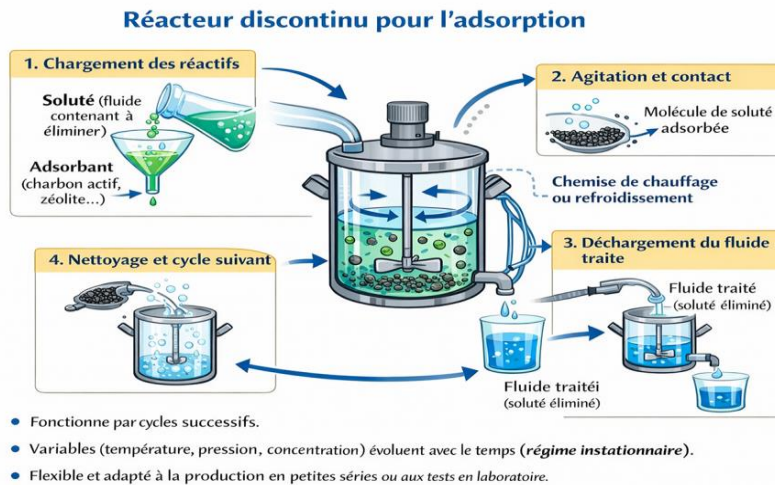 Réacteur discontinu pour l'adsorption
1. Chargement des réactifs
Soluté (fluide
contenant à
éliminer)
Adsorbant
(charbon actif,
zéolite...)
2. Agitation et contact
Molécule de soluté
adsorbée
Chemise de chauffage
ou refroidissement
3. Déchargement du fluide
traite
Fluide traité
(soluté éliminé)
4. Nettoyage et cycle suivant
Fluide traitéi
(soluté éliminé)
• Fonctionne par cycles successifs.
• Variables (température, pression, concentration) évoluent avec le temps (régime instationnaire).
• Flexible et adapté à la production en petites séries ou aux tests en laboratoire.